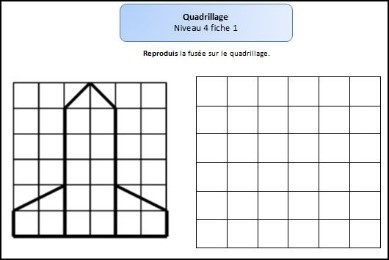 Quadrillage
Niveau 4 fiche 1
Reproduis la fusée sur le quadrillage.